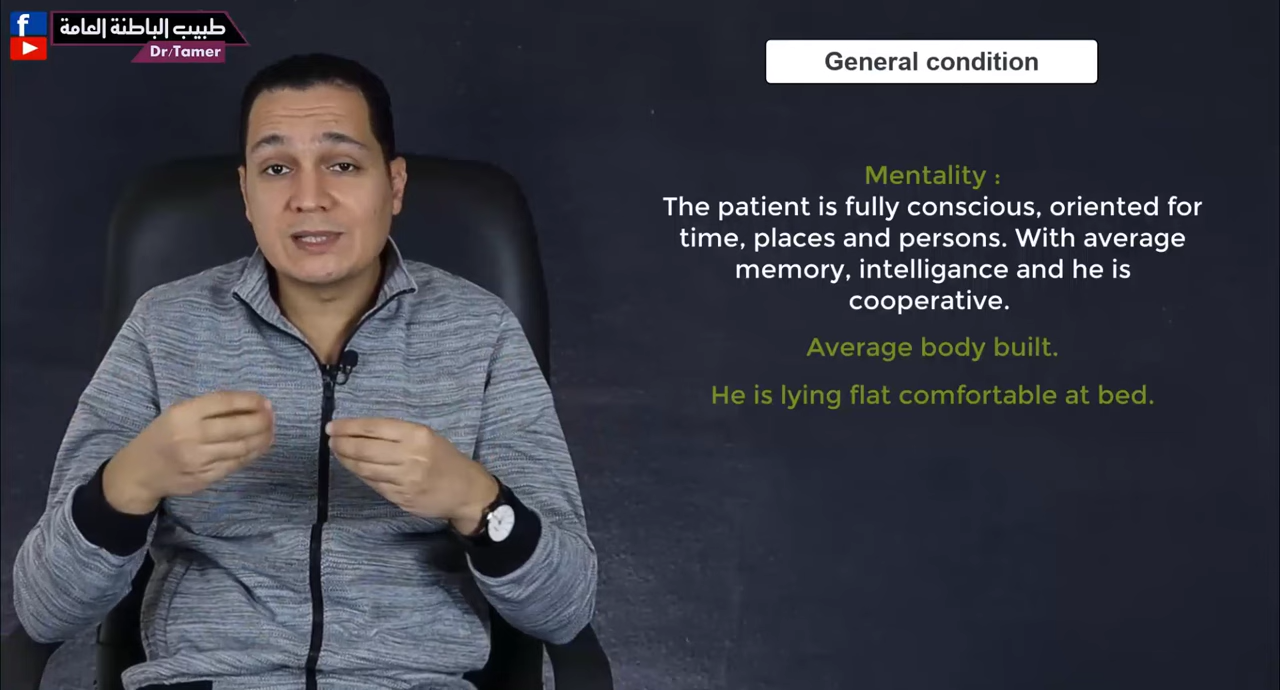 طبيب الباطنة العامة
Dr/Tamer
General condition
Mentality :
The patient is fully conscious, oriented for
time, places and persons. With average
memory, intelligance and he is
cooperative.
Average body built.
He is lying flat comfortable at bed.